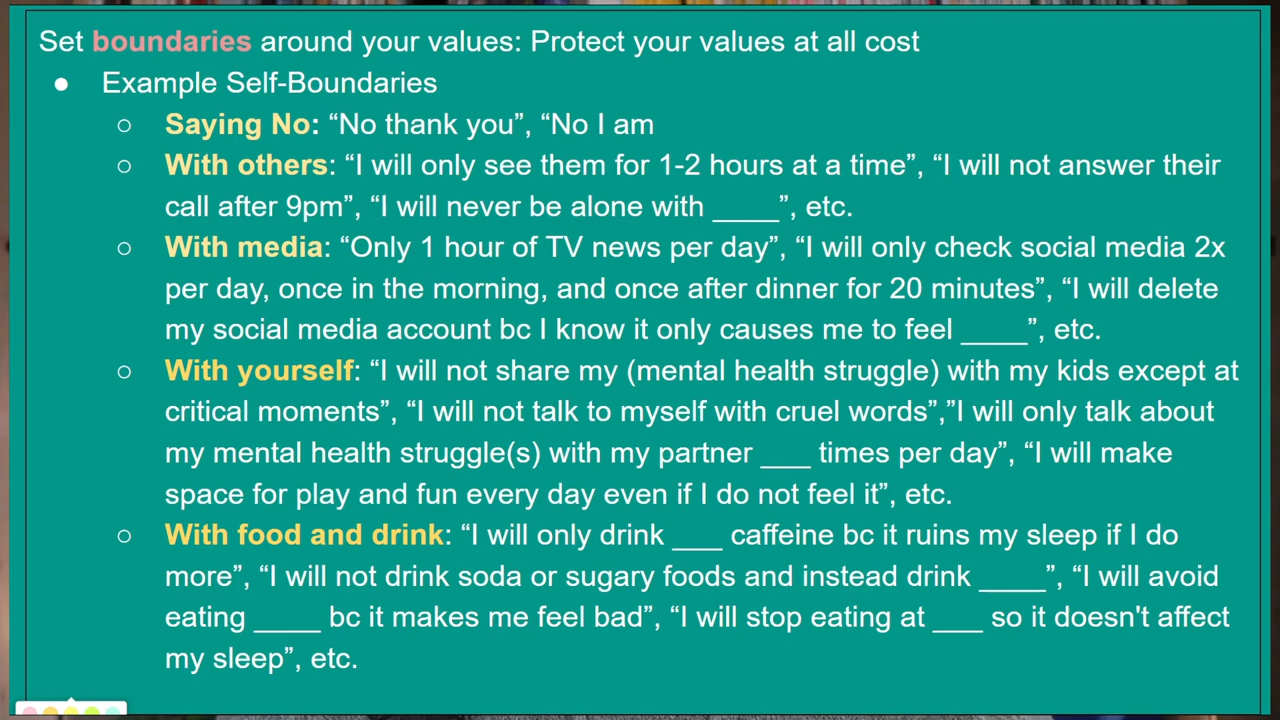 Set boundaries around your values: Protect your values at all cost
● Example Self-Boundaries
○ Saying No: “No thank you”, “No I am
○ With others: “I will only see them for 1-2 hours at a time”, “I will not answer their
call after 9pm”, “I will never be alone with ____”, etc.
○ With media: “Only 1 hour of TV news per day”, “I will only check social media 2x
per day, once in the morning, and once after dinner for 20 minutes”, “I will delete
my social media account bc I know it only causes me to feel ____”, etc.
○ With yourself: “I will not share my (mental health struggle) with my kids except at
critical moments”, “I will not talk to myself with cruel words”,”I will only talk about
my mental health struggle(s) with my partner ___ times per day”, “I will make
space for play and fun every day even if I do not feel it”, etc.
○ With food and drink: “I will only drink ___ caffeine bc it ruins my sleep if I do
more”, “I will not drink soda or sugary foods and instead drink ____”, “I will avoid
eating ____ bc it makes me feel bad”, “I will stop eating at ___ so it doesn't affect
my sleep”, etc.